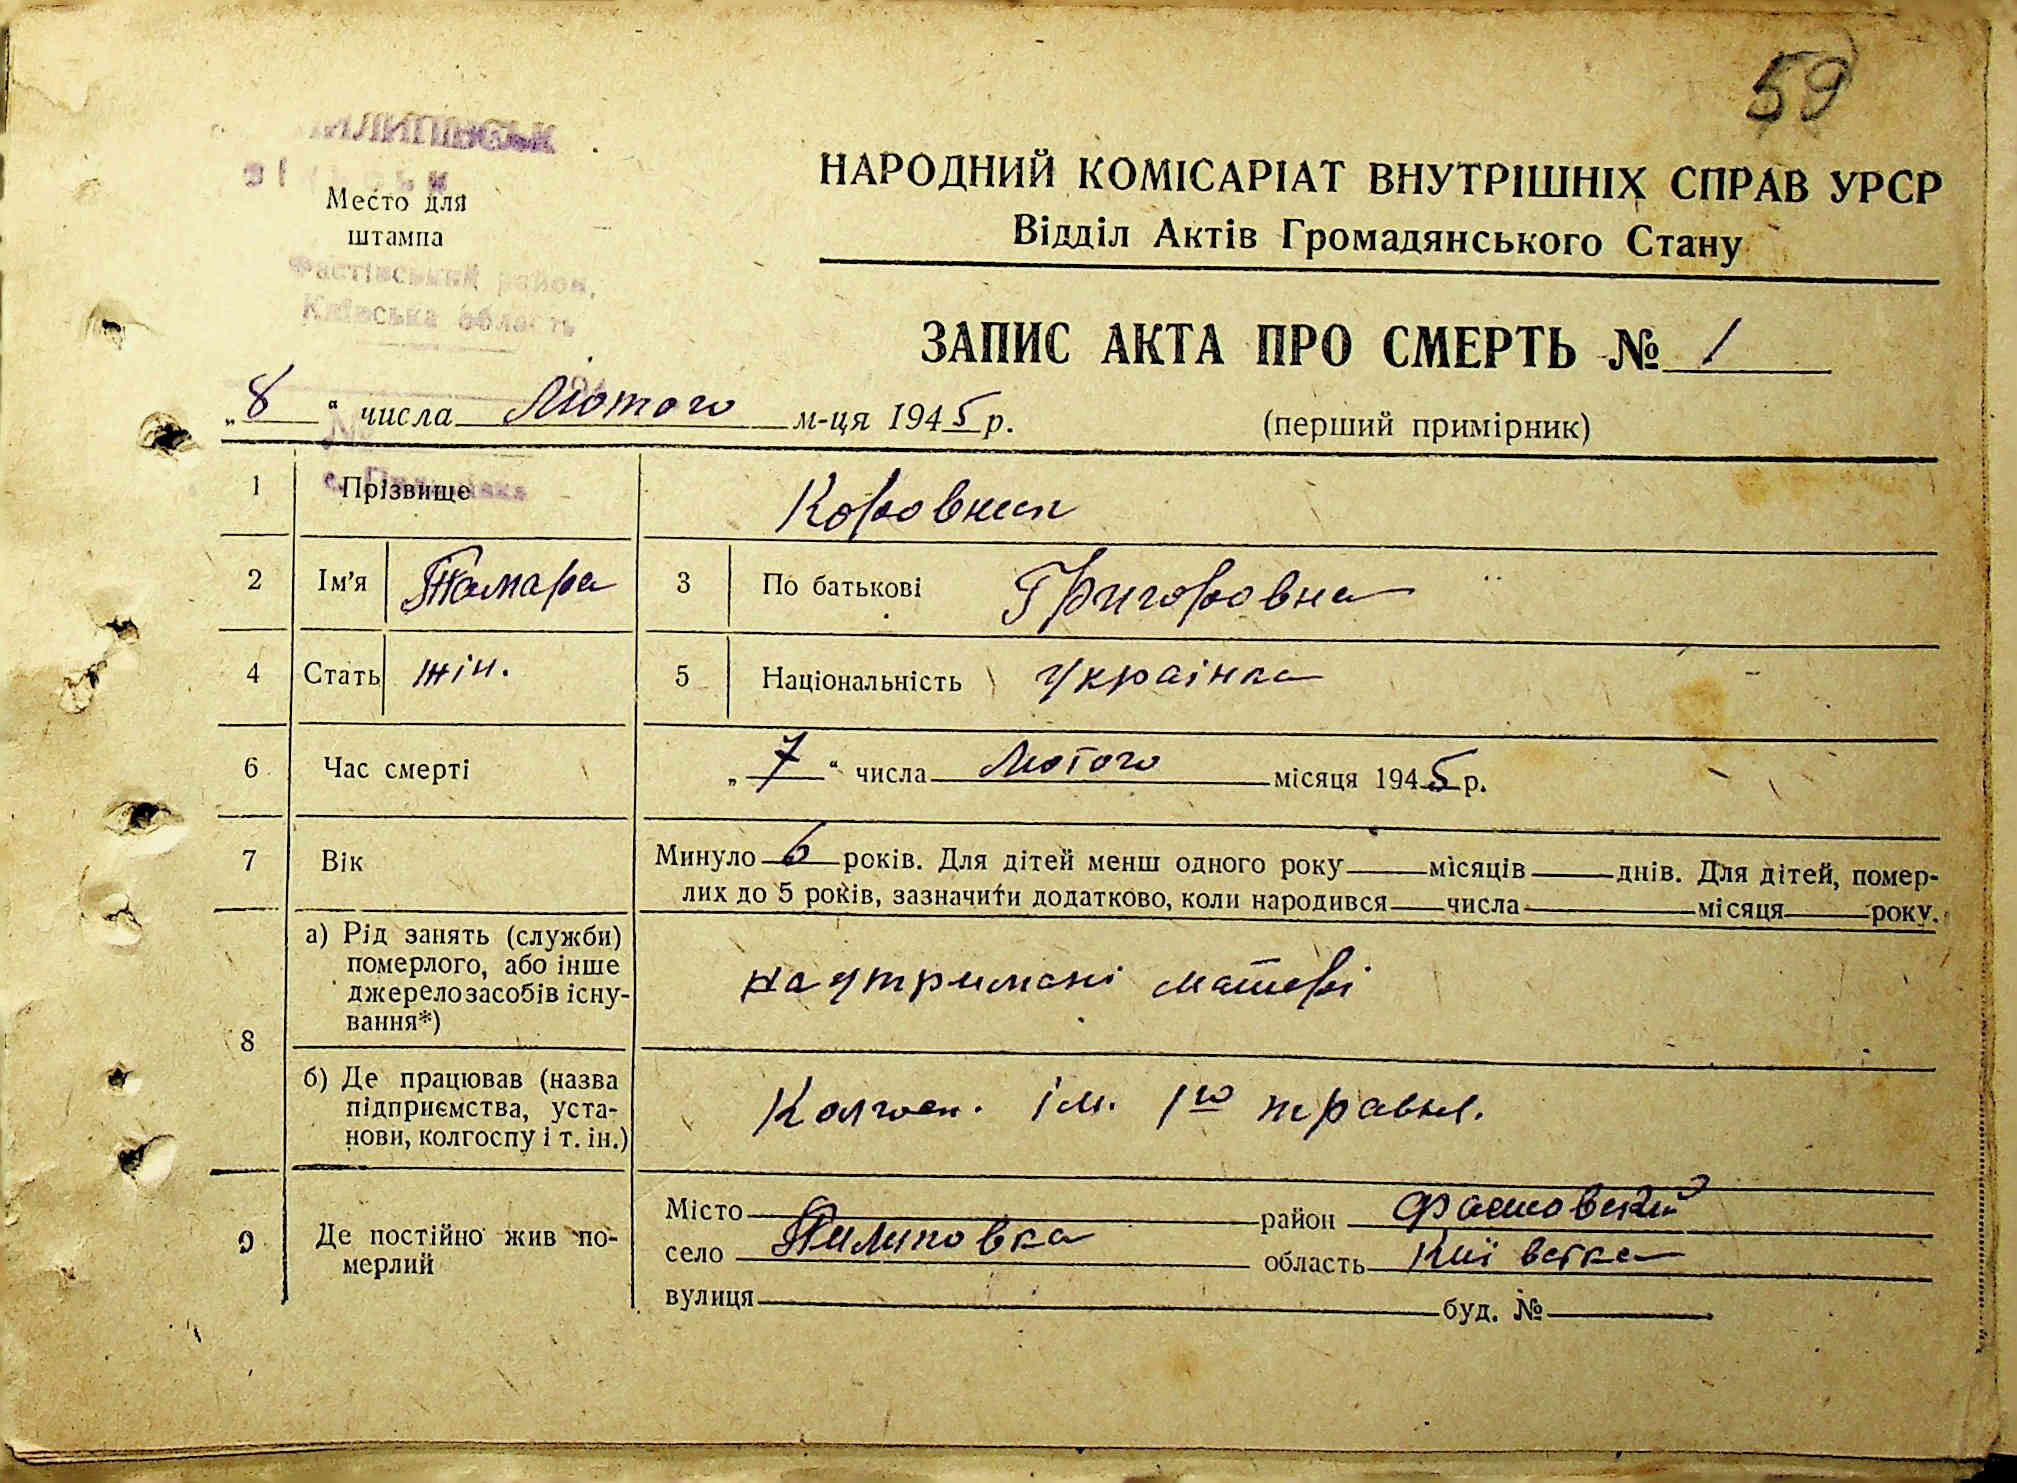 59
НАРОДНИЙ КОМІСАРІАТ ВНУТРІШНІХ СПРАВ УРСР
Відділ Актів Громадянського Стану
Место для
штампа
Фастівський район,
Київська область
ЗАПИС АКТА ПРО СМЕРТЬ № 1
„8“ числа Лютого м-ця 1945 р.
(перший примірник)
1 Прізвище
2 Ім'я Тамара 3 По батькові Григоровна
4 Стать жін. 5 Національність Украінка
6 Час смерті „7“ числа Лютого місяця 1945 р.
7 Вік Минуло 6 років. Для дітей менш одного року місяців днів. Для дітей, помер-
лих до 5 років, зазначити додатково, коли народився числа місяця року.
8 а) Рід занять (служби)
померлого, або інше
джерело засобів існу-
вання*)
на утримані матері
б) Де працював (назва
підприємства, уста-
нови, колгоспу і т. ін.)
Колгосп. ім. 1го травня.
9 Де постійно жив по-
мерлий
Місто район Фастовский
село Пилиповка область Киівска
вулиця буд. №